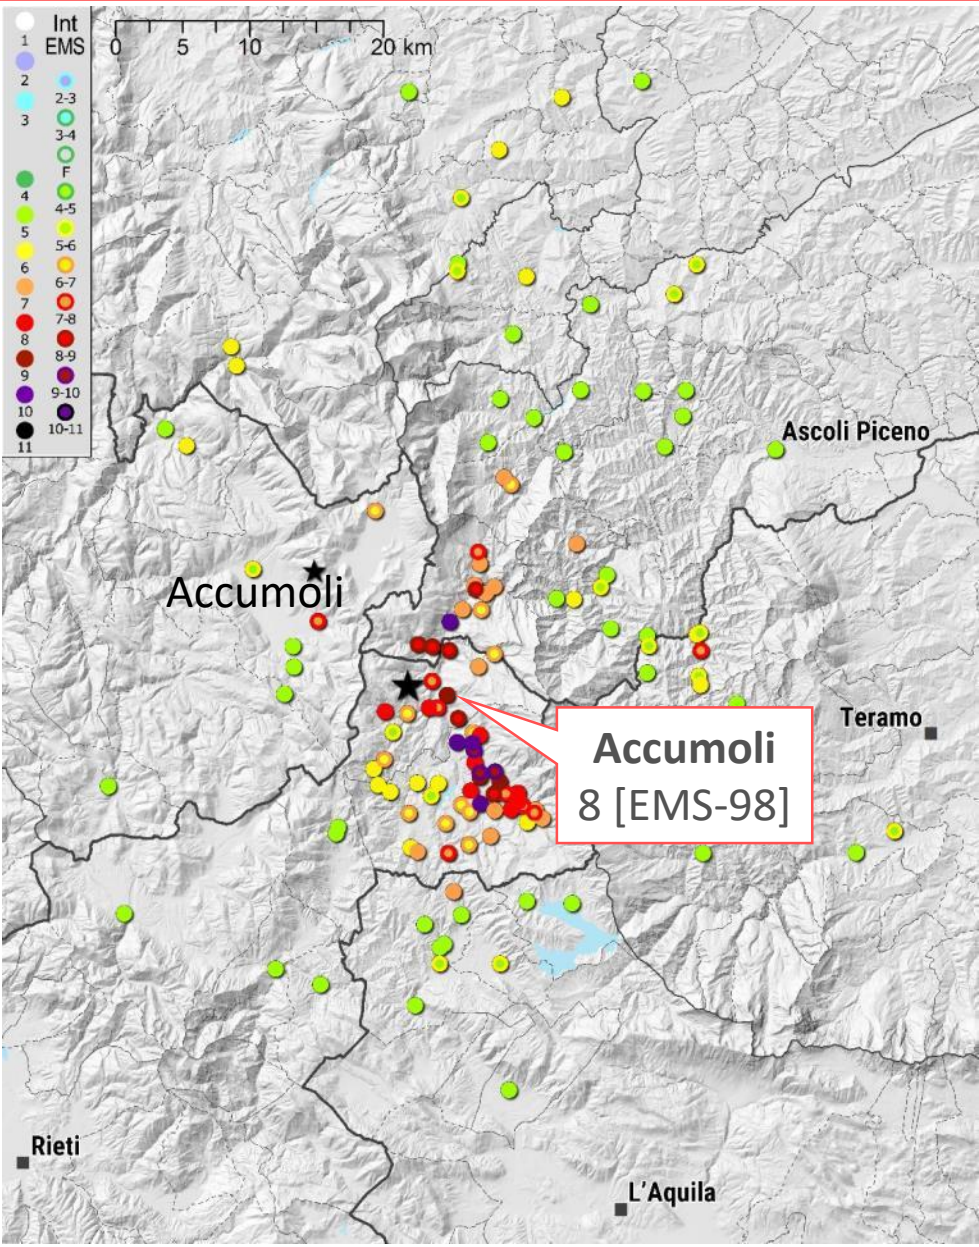 Int
EMS
1
2
3
4
5
6
7
8
9
10
11
2-3
3-4
F
4-5
5-6
6-7
7-8
8-9
9-10
10-11
0 5 10 20 km
Ascoli Piceno
Accumoli
Teramo
Accumoli
8 [EMS-98]
Rieti
L'Aquila